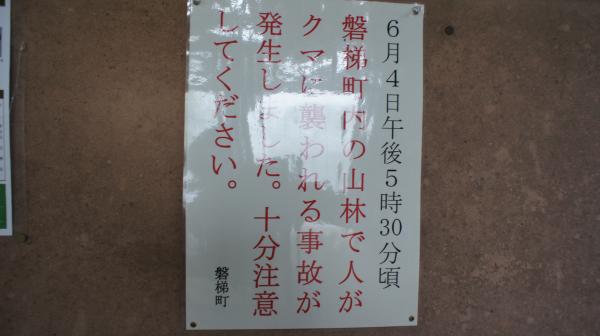 6月4日午後5時30分頃
磐梯町内の山林で人が
クマに襲われる事故が
発生しました。十分注意
してください。
磐梯町